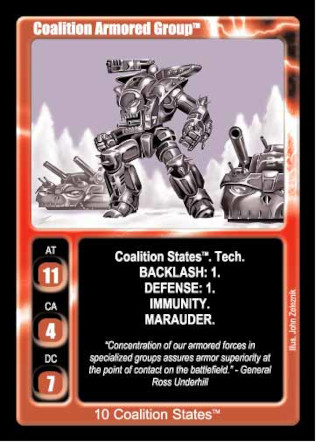 Coalition Armored Group™
AT
11
CA
4
DC
7
Coalition States™. Tech.
BACKLASH: 1.
DEFENSE: 1.
IMMUNITY.
MARAUDER.
"Concentration of our armored forces in
specialized groups assures armor superiority at
the point of contact on the battlefield." - General
Ross Underhill
Illus. John Zeleznik
10 Coalition States™